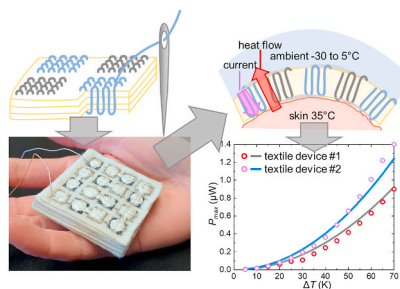 heat flow
ambient -30 to 5°C
current
skin 35°C
1.4
1.2
1.0
0.8
0.6
0.4
0.2
0.0
Pmax (µW)
textile device #1
textile device #2
0 10 20 30 40 50 60 70
ΔT (K)